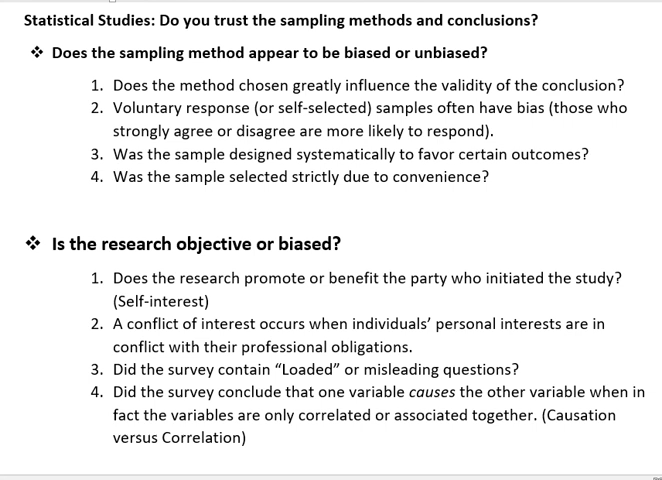 Statistical Studies: Do you trust the sampling methods and conclusions?
❖ Does the sampling method appear to be biased or unbiased?
1. Does the method chosen greatly influence the validity of the conclusion?
2. Voluntary response (or self-selected) samples often have bias (those who
strongly agree or disagree are more likely to respond).
3. Was the sample designed systematically to favor certain outcomes?
4. Was the sample selected strictly due to convenience?
❖ Is the research objective or biased?
1. Does the research promote or benefit the party who initiated the study?
(Self-interest)
2. A conflict of interest occurs when individuals’ personal interests are in
conflict with their professional obligations.
3. Did the survey contain “Loaded” or misleading questions?
4. Did the survey conclude that one variable causes the other variable when in
fact the variables are only correlated or associated together. (Causation
versus Correlation)